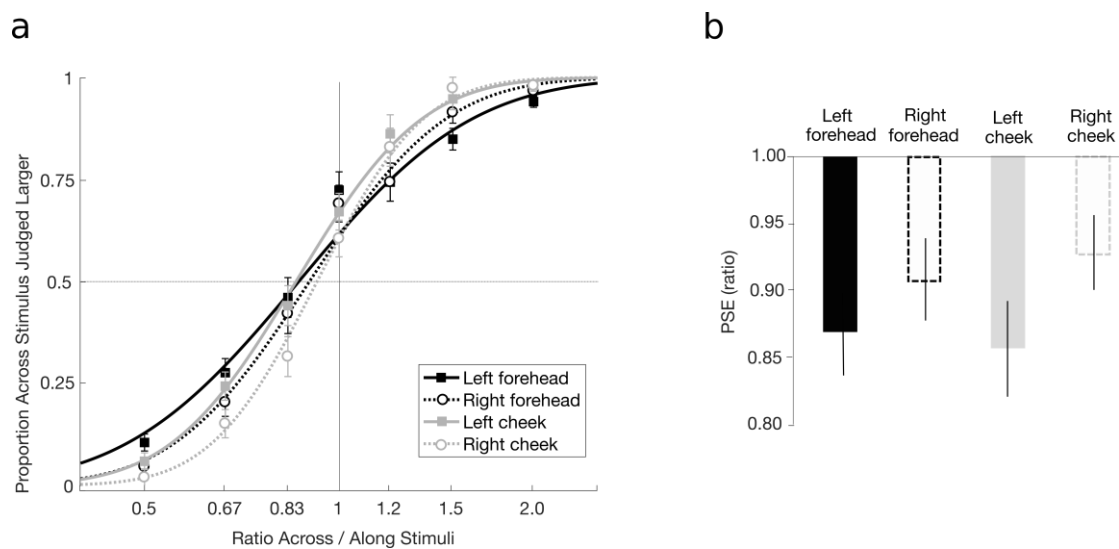 a
Proportion Across Stimulus Judged Larger
1
0.75
0.5
0.25
0
0.5 0.67 0.83 1 1.2 1.5 2.0
Ratio Across / Along Stimuli
Left forehead
Right forehead
Left cheek
Right cheek
b
Left forehead
Right forehead
Left cheek
Right cheek
PSE (ratio)
1.00
0.95
0.90
0.85
0.80